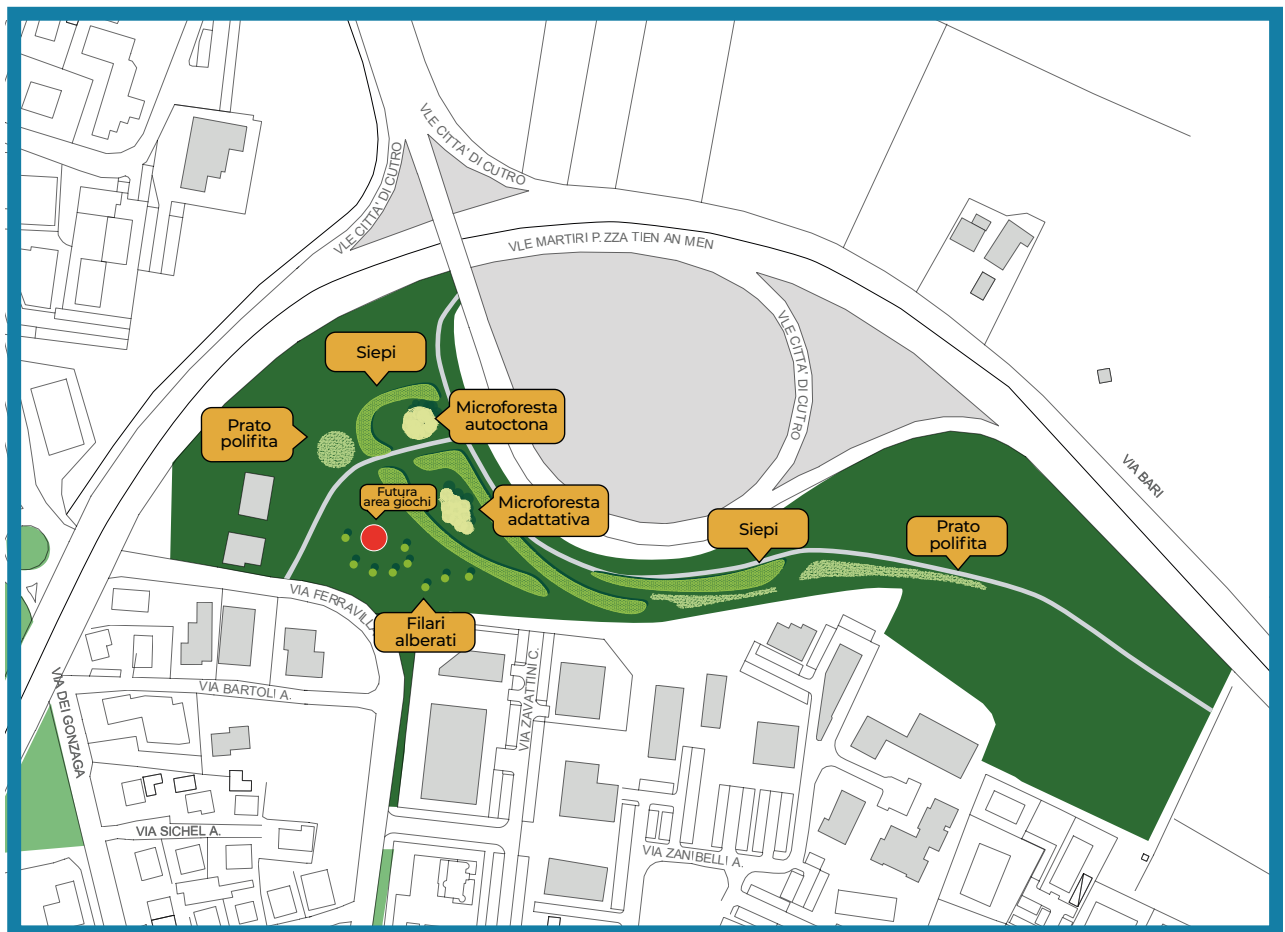 VLE CITTA' DI CUTRO
VLE CITTA' DI CUTRO
VLE MARTIRI P.ZZA TIEN AN MEN
VLE CITTA' DI CUTRO
VIA BARI
Siepi
Microforesta
autoctona
Prato
polifita
Futura
area giochi
Microforesta
adattativa
Siepi
Prato
polifita
Filari
alberati
VIA BARTOLI A.
VIA ZAVATTINI C.
VIA DEI GONZAGA
VIA SICHEL A.
VIA ZANIBELLI A.